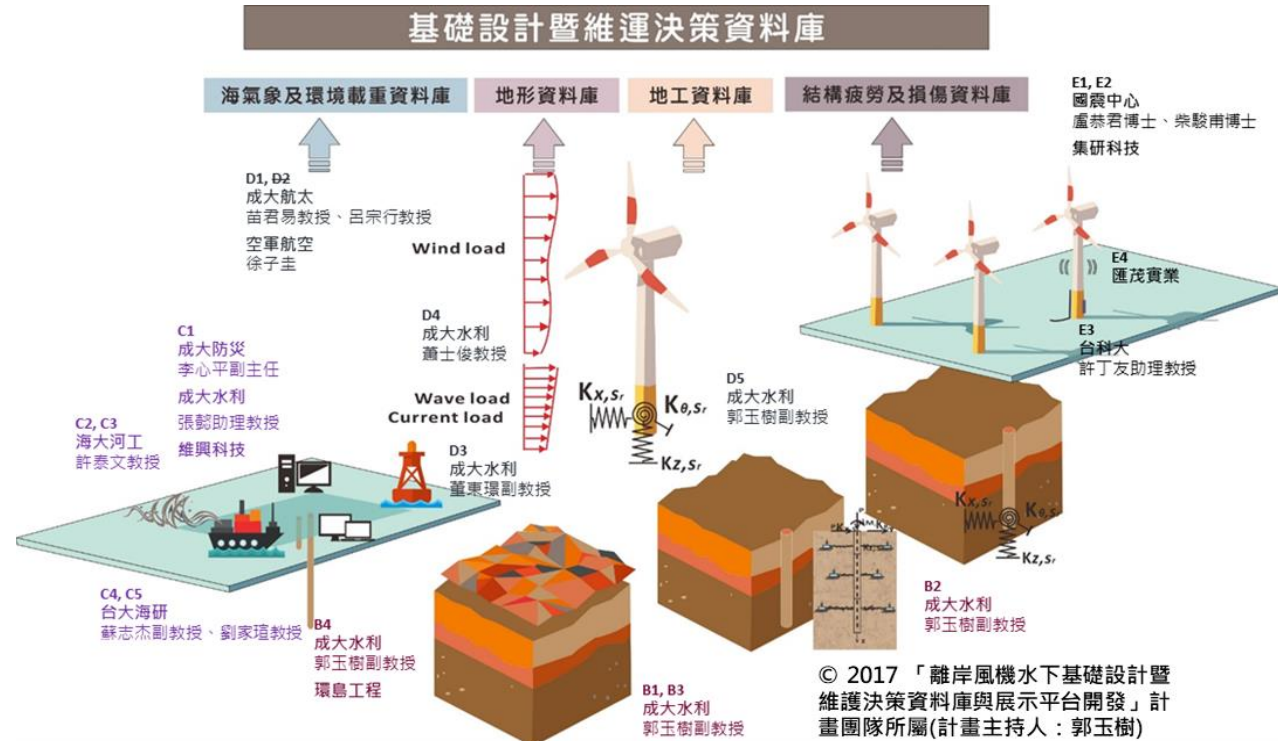 基礎設計暨維運決策資料庫
海氣象及環境載重資料庫
地形資料庫
地工資料庫
結構疲勞及損傷資料庫
E1, E2
國震中心
盧恭君博士、柴駿甫博士
集研科技
D1, D2
成大航太
苗君易教授、呂宗行教授
空軍航空
徐子圭
Wind load
E4
匯茂實業
E3
台科大
許丁友助理教授
D4
成大水利
蕭士俊教授
C1
成大防災
李心平副主任
成大水利
張懿助理教授
維興科技
Wave load
Current load
Kx,sr
Kθ,sr
Kz,sr
D5
成大水利
郭玉樹副教授
C2, C3
海大河工
許泰文教授
D3
成大水利
董東璟副教授
Kx,sr
Kθ,sr
Kz,sr
C4, C5
台大海研
蘇志杰副教授、劉家瑄教授
B4
成大水利
郭玉樹副教授
環島工程
B2
成大水利
郭玉樹副教授
B1, B3
成大水利
郭玉樹副教授
© 2017 「離岸風機水下基礎設計暨
維護決策資料庫與展示平台開發」計
畫團隊所屬(計畫主持人：郭玉樹)